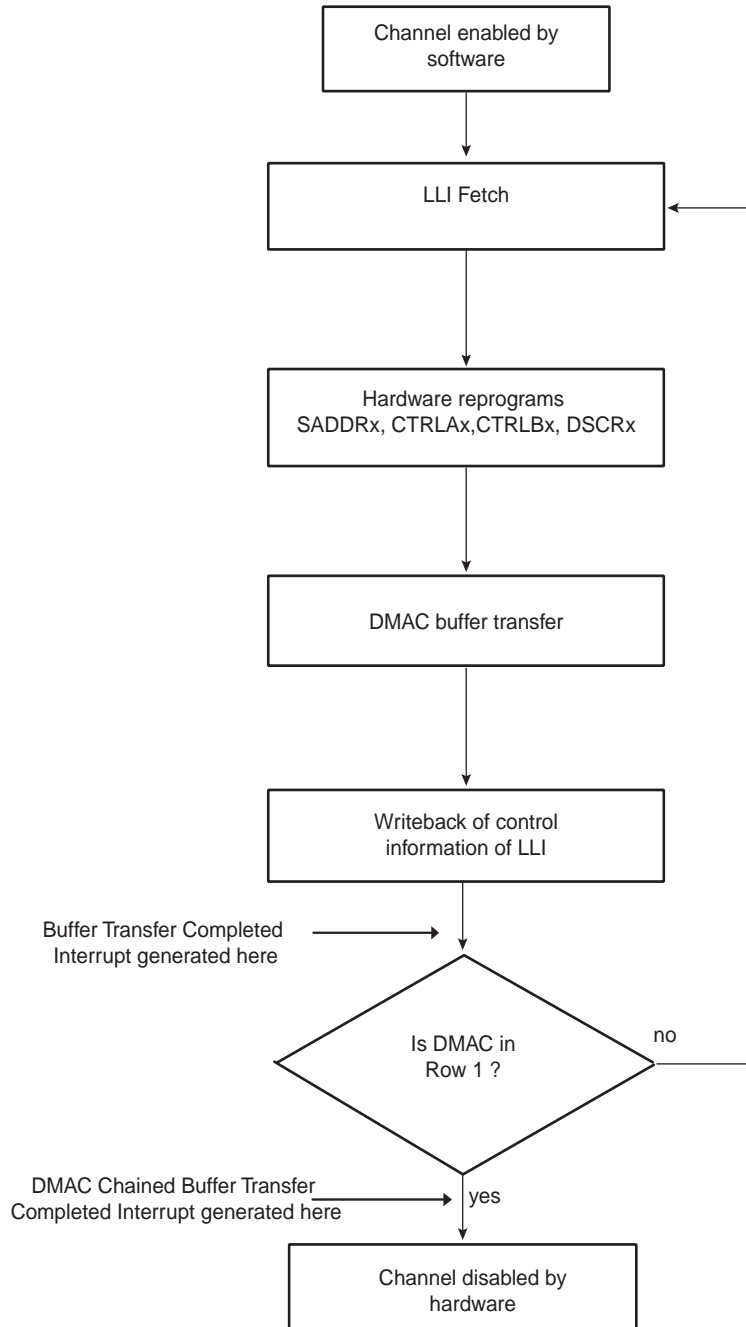 Channel enabled by
software
LLI Fetch
Hardware reprograms
SADDRx, CTRLAx,CTRLBx, DSCRx
DMAC buffer transfer
Writeback of control
information of LLI
Buffer Transfer Completed
Interrupt generated here
Is DMAC in
Row 1 ?
no
DMAC Chained Buffer Transfer
Completed Interrupt generated here
yes
Channel disabled by
hardware